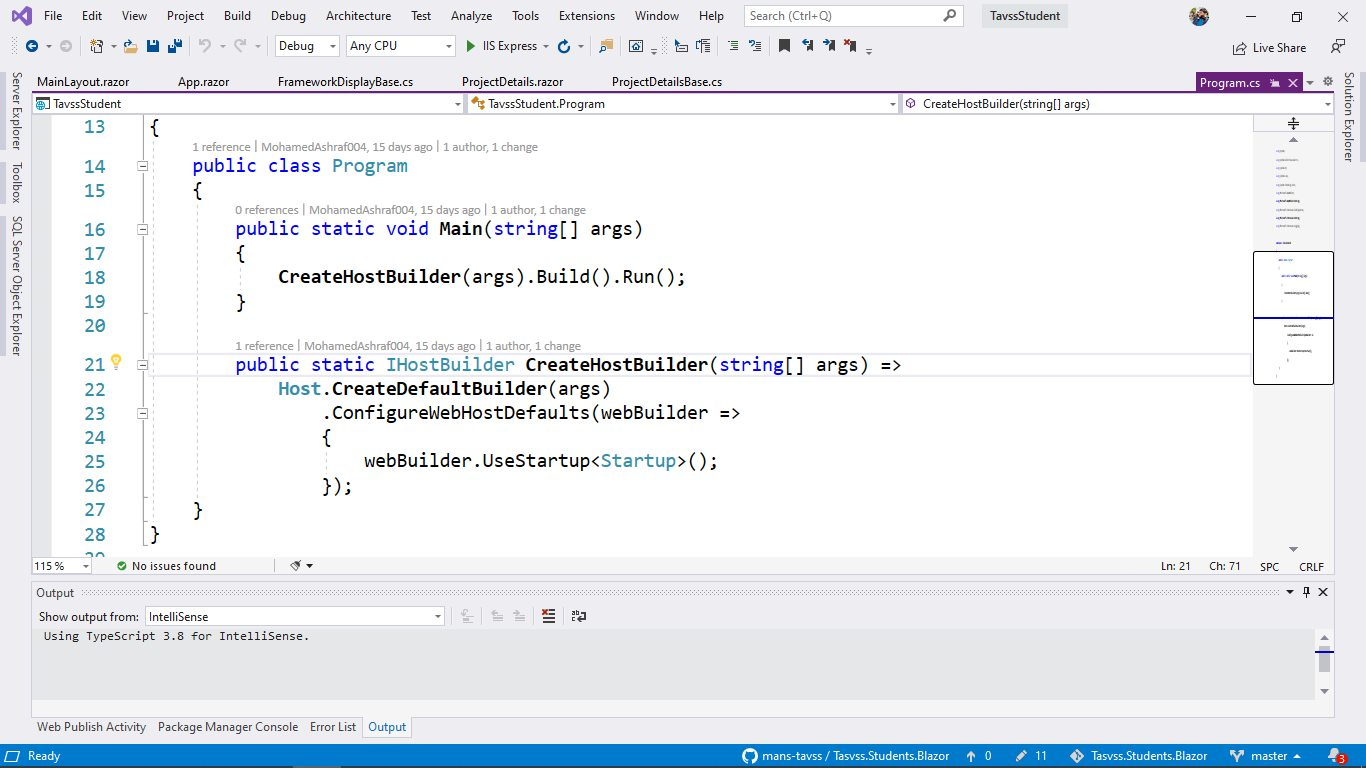 File Edit View Project Build Debug Architecture Test Analyze Tools Extensions Window Help Search (Ctrl+Q) TavssStudent
Debug Any CPU IIS Express Live Share
MainLayout.razor App.razor FrameworkDisplayBase.cs ProjectDetails.razor ProjectDetailsBase.cs Program.cs
TavssStudent TavssStudent.Program CreateHostBuilder(string[] args)
Server Explorer
Toolbox
SQL Server Object Explorer
Solution Explorer
13 {
1 reference | MohamedAshraf004, 15 days ago | 1 author, 1 change
14 public class Program
15 {
0 references | MohamedAshraf004, 15 days ago | 1 author, 1 change
16 public static void Main(string[] args)
17 {
18 CreateHostBuilder(args).Build().Run();
19 }
20
1 reference | MohamedAshraf004, 15 days ago | 1 author, 1 change
21 public static IHostBuilder CreateHostBuilder(string[] args) =>
22 Host.CreateDefaultBuilder(args)
23 .ConfigureWebHostDefaults(webBuilder =>
24 {
25 webBuilder.UseStartup<Startup>();
26 });
27 }
28 }
115 % No issues found Ln: 21 Ch: 71 SPC CRLF
Output
Show output from: IntelliSense
Using TypeScript 3.8 for IntelliSense.
Web Publish Activity Package Manager Console Error List Output
Ready mans-tavss / Tasvss.Students.Blazor 0 11 Tasvss.Students.Blazor master 3